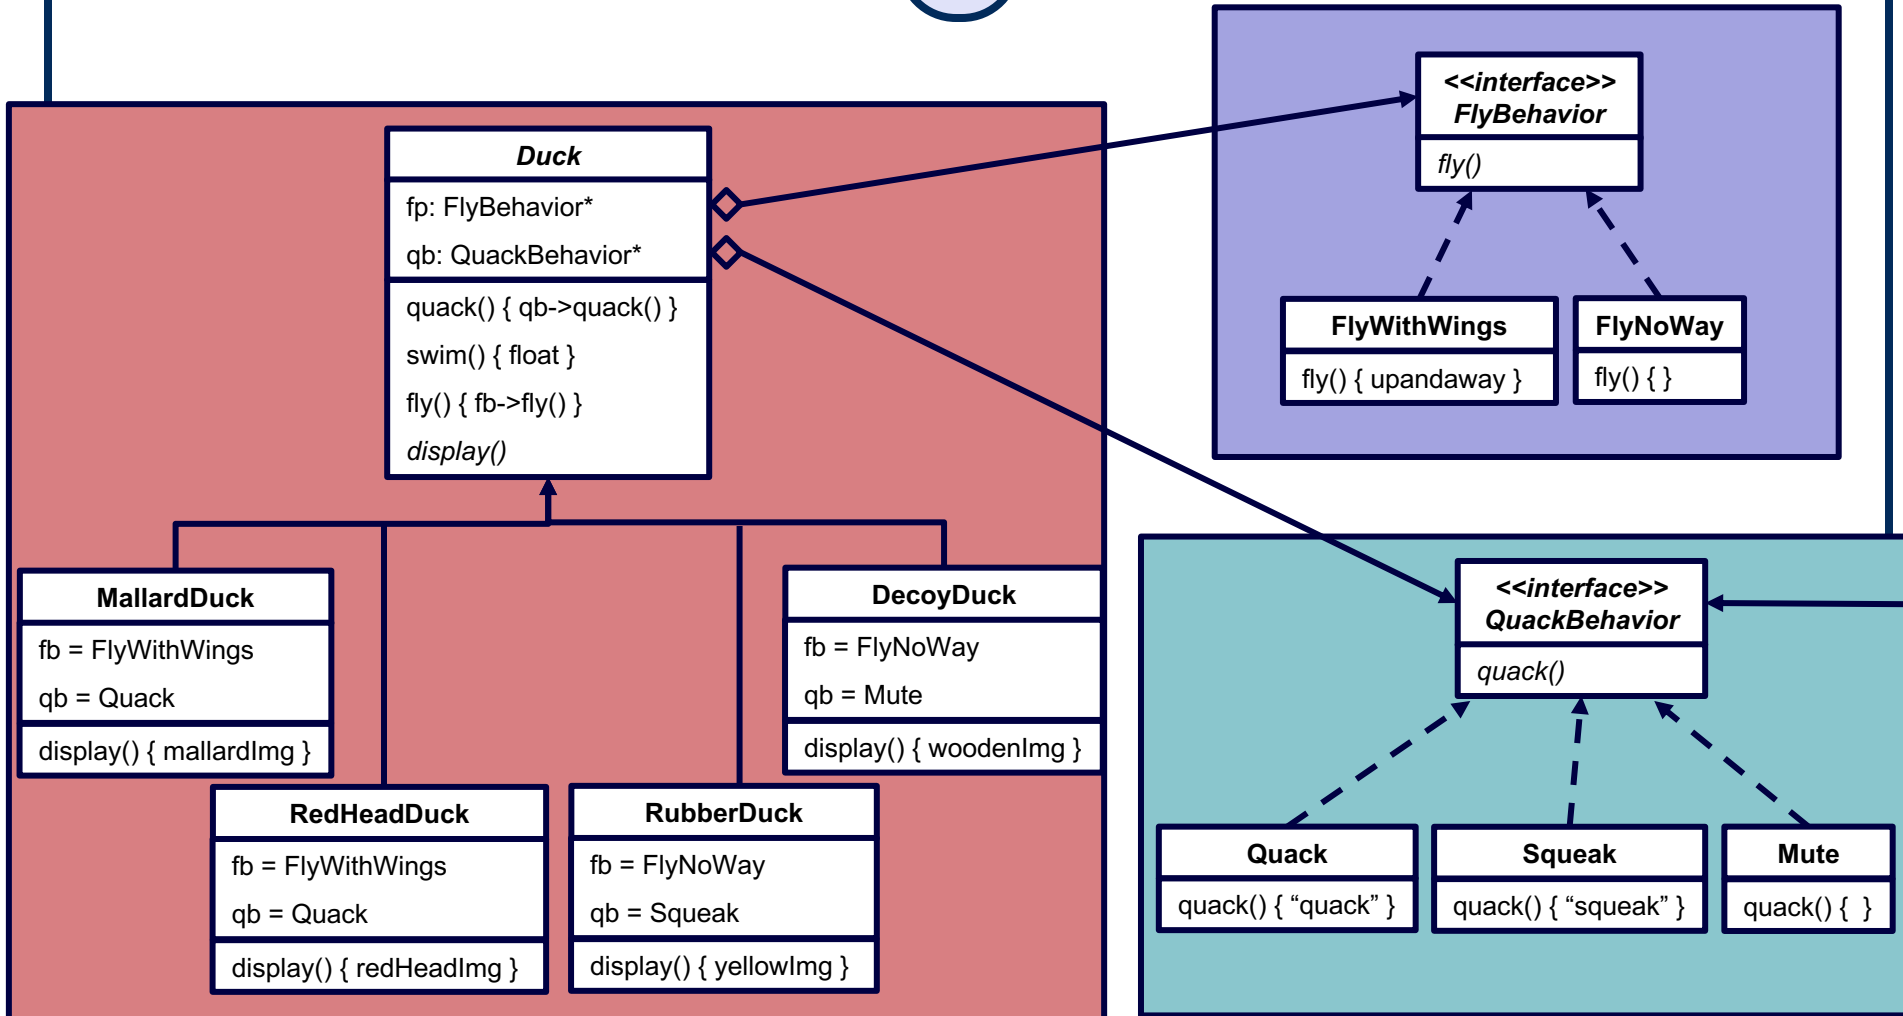 Duck
fp: FlyBehavior*
qb: QuackBehavior*
quack() { qb->quack() }
swim() { float }
fly() { fb->fly() }
display()
MallardDuck
fb = FlyWithWings
qb = Quack
display() { mallardImg }
RedHeadDuck
fb = FlyWithWings
qb = Quack
display() { redHeadImg }
RubberDuck
fb = FlyNoWay
qb = Squeak
display() { yellowImg }
DecoyDuck
fb = FlyNoWay
qb = Mute
display() { woodenImg }
<<interface>>
FlyBehavior
fly()
FlyWithWings
fly() { upandaway }
FlyNoWay
fly() { }
<<interface>>
QuackBehavior
quack()
Quack
quack() { “quack” }
Squeak
quack() { “squeak” }
Mute
quack() {  }